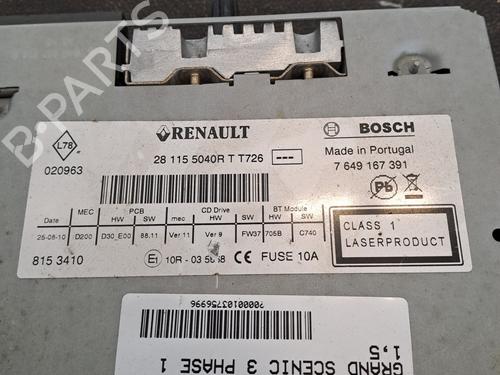 B-PARTS
L78
020963
RENAULT
28 115 5040R T T726
---
BOSCH
Made in Portugal
7 649 167 391
Pb
MEC PCB CD Drive BT Module
Date HW SW mec HW SW HW SW
25-08-10 D200 D30_E00 88.11 Ver 11 Ver 9 FW37 705B C740
815 3410
E1 10R - 03
CE FUSE 10A
CLASS 1
LASERPRODUCT
7000010375699
GRAND SCENIC 3 PHASE 1
1,5